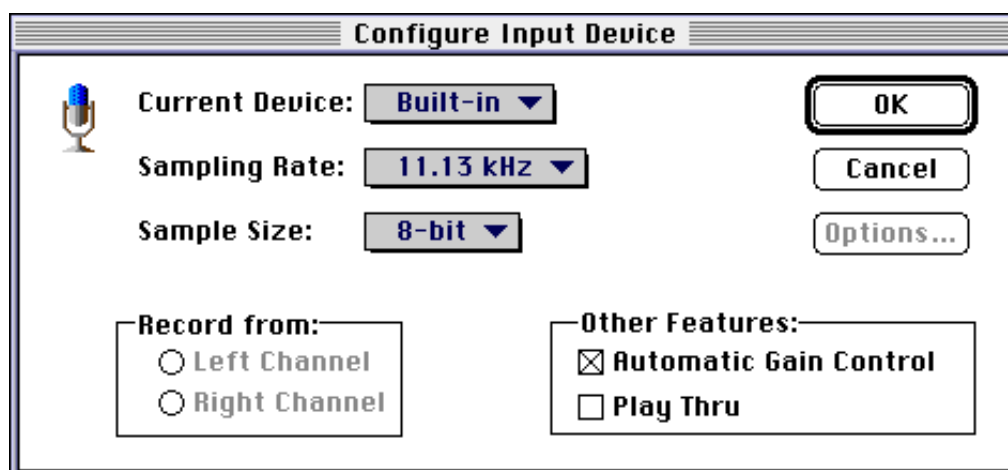 Configure Input Device
Current Device: Built-in
OK
Sampling Rate: 11.13 kHz
Cancel
Sample Size: 8-bit
Options...
Record from:
Left Channel
Right Channel
Other Features:
Automatic Gain Control
Play Thru